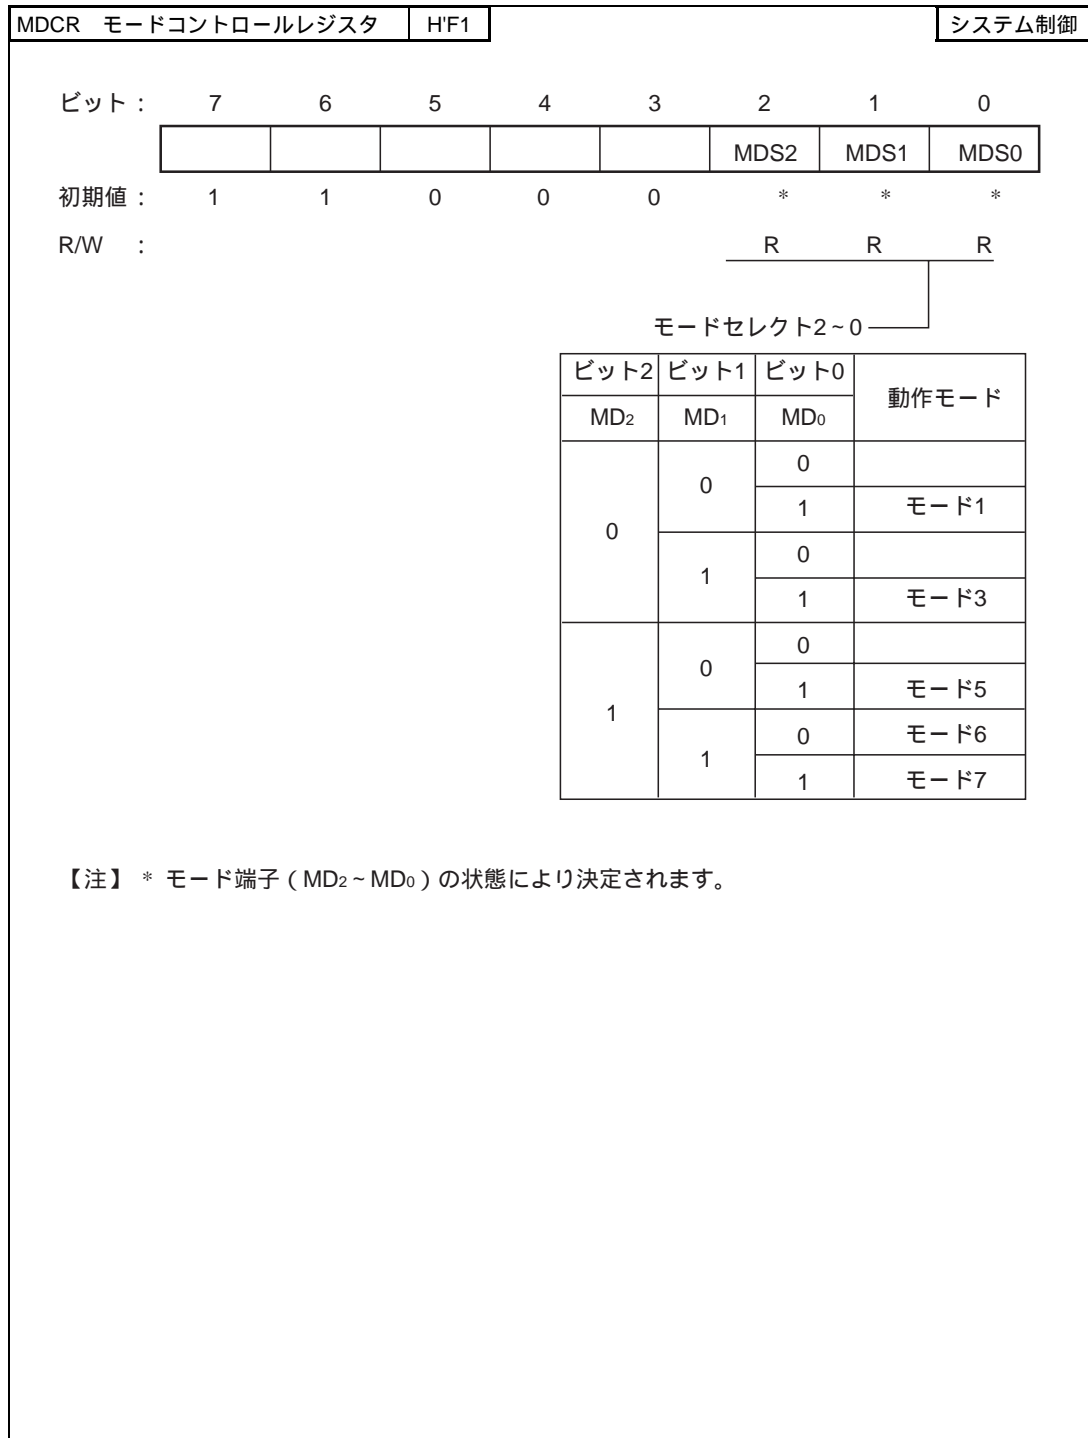 MDCR モードコントロールレジスタ H'F1 システム制御
ビット： 7 6 5 4 3 2 1 0
MDS2 MDS1 MDS0
初期値： 1 1 0 0 0 * * *
R/W ： R R R
モードセレクト2~0
ビット2 ビット1 ビット0 動作モード
MD₂ MD₁ MD₀
0 0 0
1 モード1
1 0
1 モード3
1 0 0
1 モード5
1 0 モード6
1 モード7
【注】 * モード端子（MD₂~MD₀）の状態により決定されます。